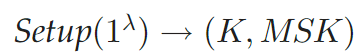 Setup(1^λ) → (K, MSK)